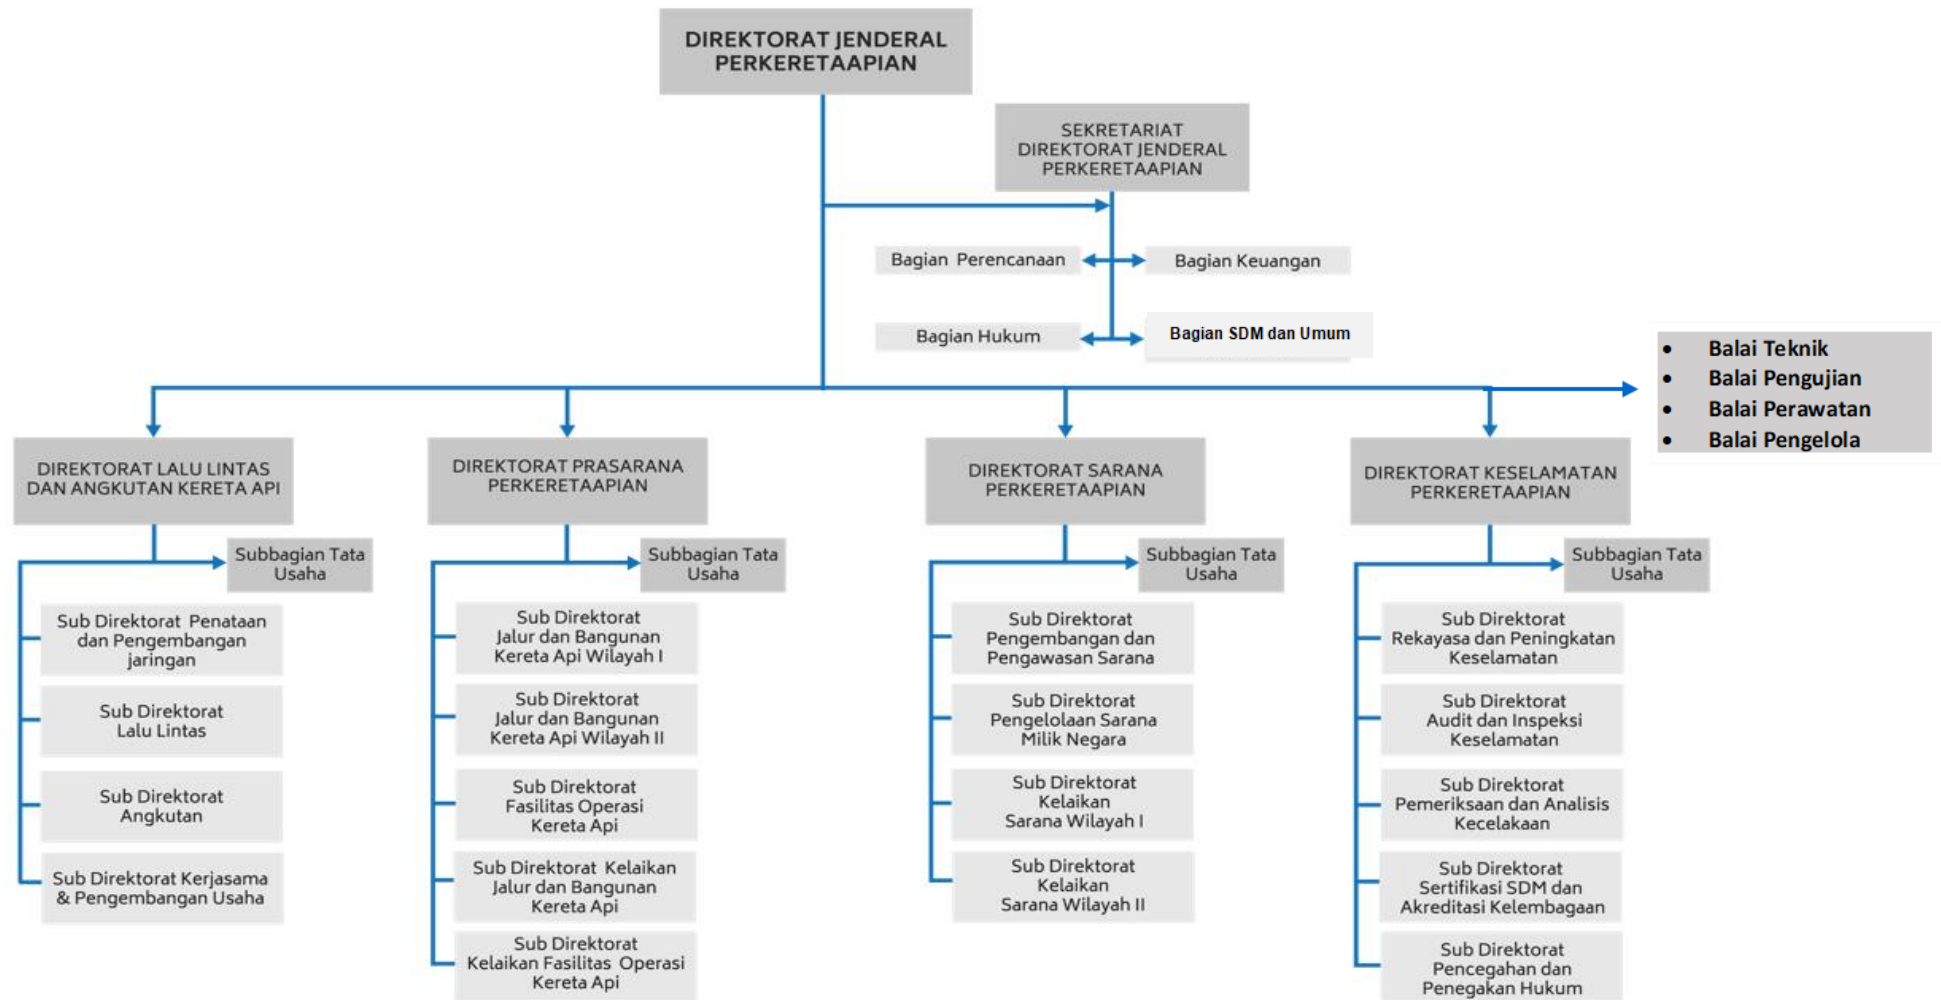 DIREKTORAT JENDERAL
PERKERETAAPIAN
SEKRETARIAT
DIREKTORAT JENDERAL
PERKERETAAPIAN
Bagian Perencanaan
Bagian Keuangan
Bagian Hukum
Bagian SDM dan Umum
• Balai Teknik
• Balai Pengujian
• Balai Perawatan
• Balai Pengelola
DIREKTORAT LALU LINTAS
DAN ANGKUTAN KERETA API
Subbagian Tata
Usaha
Sub Direktorat Penataan
dan Pengembangan
jaringan
Sub Direktorat
Lalu Lintas
Sub Direktorat
Angkutan
Sub Direktorat Kerjasama
& Pengembangan Usaha
DIREKTORAT PRASARANA
PERKERETAAPIAN
Subbagian Tata
Usaha
Sub Direktorat
Jalur dan Bangunan
Kereta Api Wilayah I
Sub Direktorat
Jalur dan Bangunan
Kereta Api Wilayah II
Sub Direktorat
Fasilitas Operasi
Kereta Api
Sub Direktorat Kelaikan
Jalur dan Bangunan
Kereta Api
Sub Direktorat
Kelaikan Fasilitas Operasi
Kereta Api
DIREKTORAT SARANA
PERKERETAAPIAN
Subbagian Tata
Usaha
Sub Direktorat
Pengembangan dan
Pengawasan Sarana
Sub Direktorat
Pengelolaan Sarana
Milik Negara
Sub Direktorat
Kelaikan
Sarana Wilayah I
Sub Direktorat
Kelaikan
Sarana Wilayah II
DIREKTORAT KESELAMATAN
PERKERETAAPIAN
Subbagian Tata
Usaha
Sub Direktorat
Rekayasa dan Peningkatan
Keselamatan
Sub Direktorat
Audit dan Inspeksi
Keselamatan
Sub Direktorat
Pemeriksaan dan Analisis
Kecelakaan
Sub Direktorat
Sertifikasi SDM dan
Akreditasi Kelembagaan
Sub Direktorat
Pencegahan dan
Penegakan Hukum